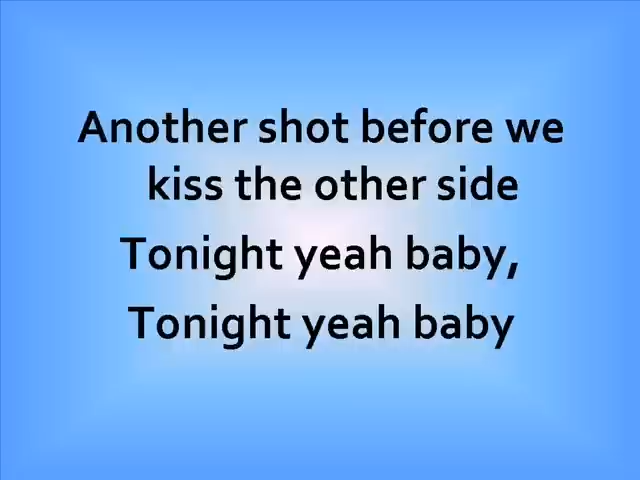 Another shot before we
kiss the other side
Tonight yeah baby,
Tonight yeah baby